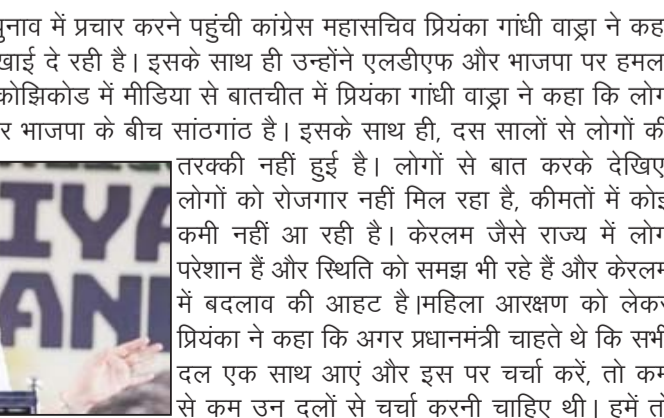 चुनाव में प्रचार करने पहुंची कांग्रेस महासचिव प्रियंका गांधी वाड्रा ने कह
खाई दे रही है। इसके साथ ही उन्होंने एलडीएफ और भाजपा पर हमल
कोझिकोड में मीडिया से बातचीत में प्रियंका गांधी वाड्रा ने कहा कि लोग
र भाजपा के बीच सांठगांठ है। इसके साथ ही, दस सालों से लोगों की
तरक्की नहीं हुई है। लोगों से बात करके देखिए
लोगों को रोजगार नहीं मिल रहा है, कीमतों में कोइ
कमी नहीं आ रही है। केरलम जैसे राज्य में लोग
परेशान हैं और स्थिति को समझ भी रहे हैं और केरलम
में बदलाव की आहट है।महिला आरक्षण को लेकर
प्रियंका ने कहा कि अगर प्रधानमंत्री चाहते थे कि सभी
दल एक साथ आएं और इस पर चर्चा करें, तो कम
से कम उन दलों से चर्चा करनी चाहिए थी। हमें त
IYA
AN